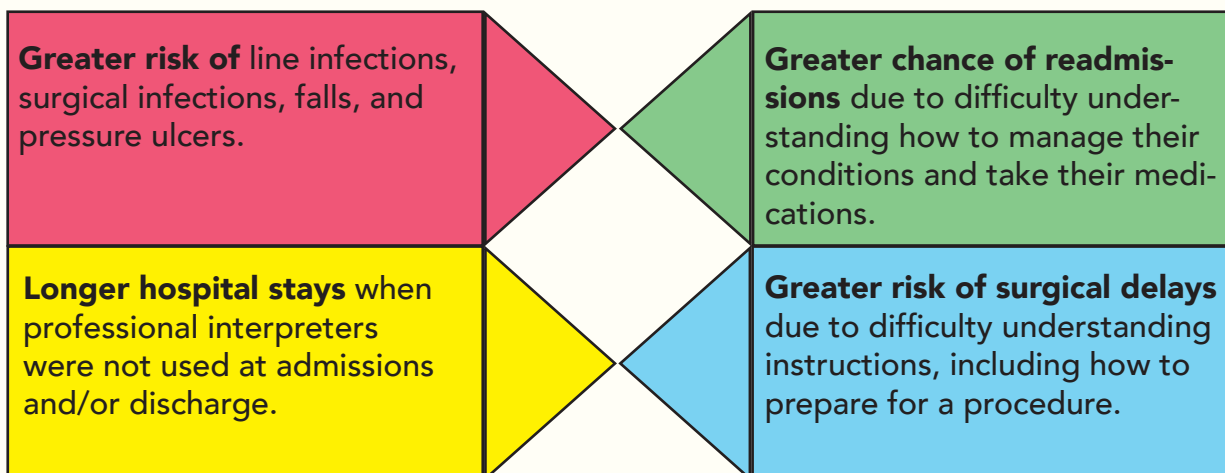 Greater risk of line infections,
surgical infections, falls, and
pressure ulcers.
Greater chance of readmis-
sions due to difficulty under-
standing how to manage their
conditions and take their medi-
cations.
Longer hospital stays when
professional interpreters
were not used at admissions
and/or discharge.
Greater risk of surgical delays
due to difficulty understanding
instructions, including how to
prepare for a procedure.